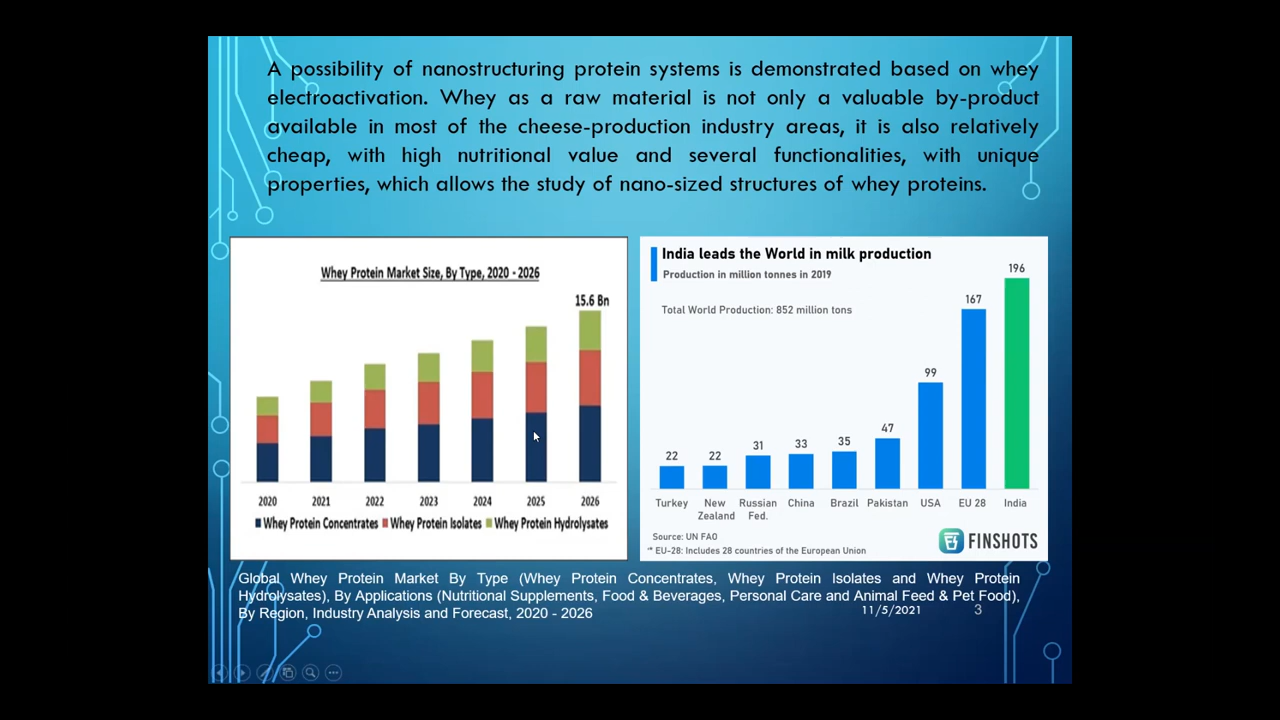 A possibility of nanostructuring protein systems is demonstrated based on whey
electroactivation. Whey as a raw material is not only a valuable by-product
available in most of the cheese-production industry areas, it is also relatively
cheap, with high nutritional value and several functionalities, with unique
properties, which allows the study of nano-sized structures of whey proteins.
Whey Protein Market Size, By Type, 2020 - 2026
15.6 Bn
2020 2021 2022 2023 2024 2025 2026
Whey Protein Concentrates Whey Protein Isolates Whey Protein Hydrolysates
India leads the World in milk production
Production in million tonnes in 2019
Total World Production: 852 million tons
22 22 31 33 35 47 99 167 196
Turkey New Russian China Brazil Pakistan USA EU 28 India
Zealand Fed.
Source: UN FAO
** EU-28: Includes 28 countries of the European Union
FINSHOTS
Global Whey Protein Market By Type (Whey Protein Concentrates, Whey Protein Isolates and Whey Protein
Hydrolysates), By Applications (Nutritional Supplements, Food & Beverages, Personal Care and Animal Feed & Pet Food),
By Region, Industry Analysis and Forecast, 2020 - 2026
11/5/2021
3